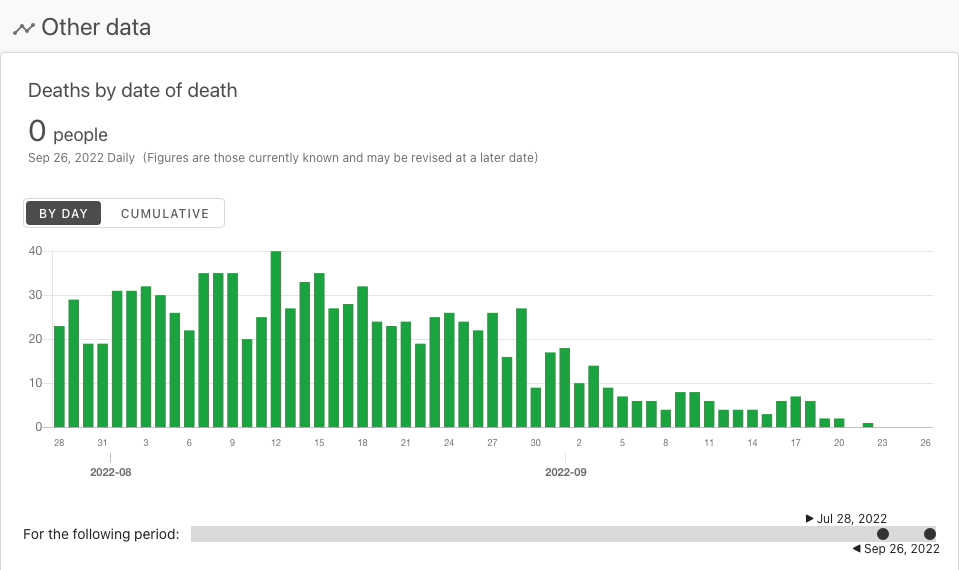 Other data
Deaths by date of death
0 people
Sep 26, 2022 Daily (Figures are those currently known and may be revised at a later date)
BY DAY CUMULATIVE
40
30
20
10
0
28 31 3 6 9 12 15 18 21 24 27 30 2 5 8 11 14 17 20 23 26
2022-08 2022-09
▶ Jul 28, 2022
For the following period:
◀ Sep 26, 2022